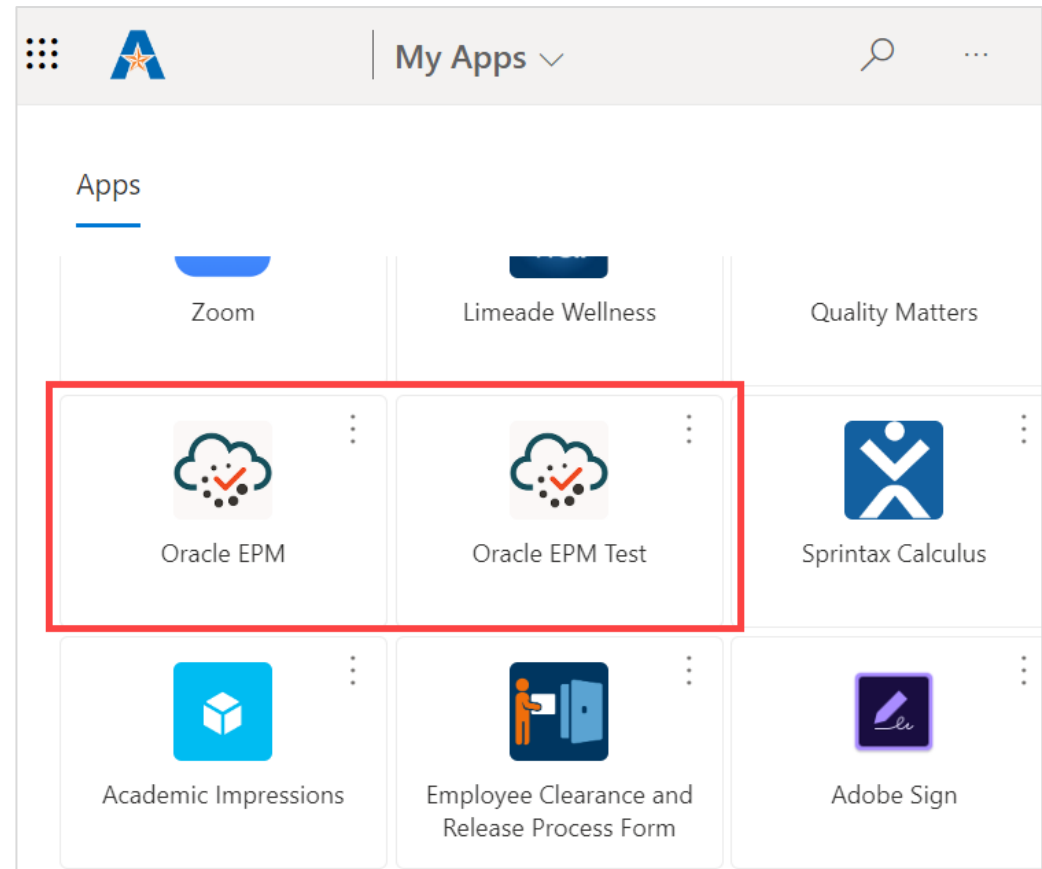 My Apps
Apps
Zoom
Limeade Wellness
Quality Matters
Oracle EPM
Oracle EPM Test
Sprintax Calculus
Academic Impressions
Employee Clearance and
Release Process Form
Adobe Sign